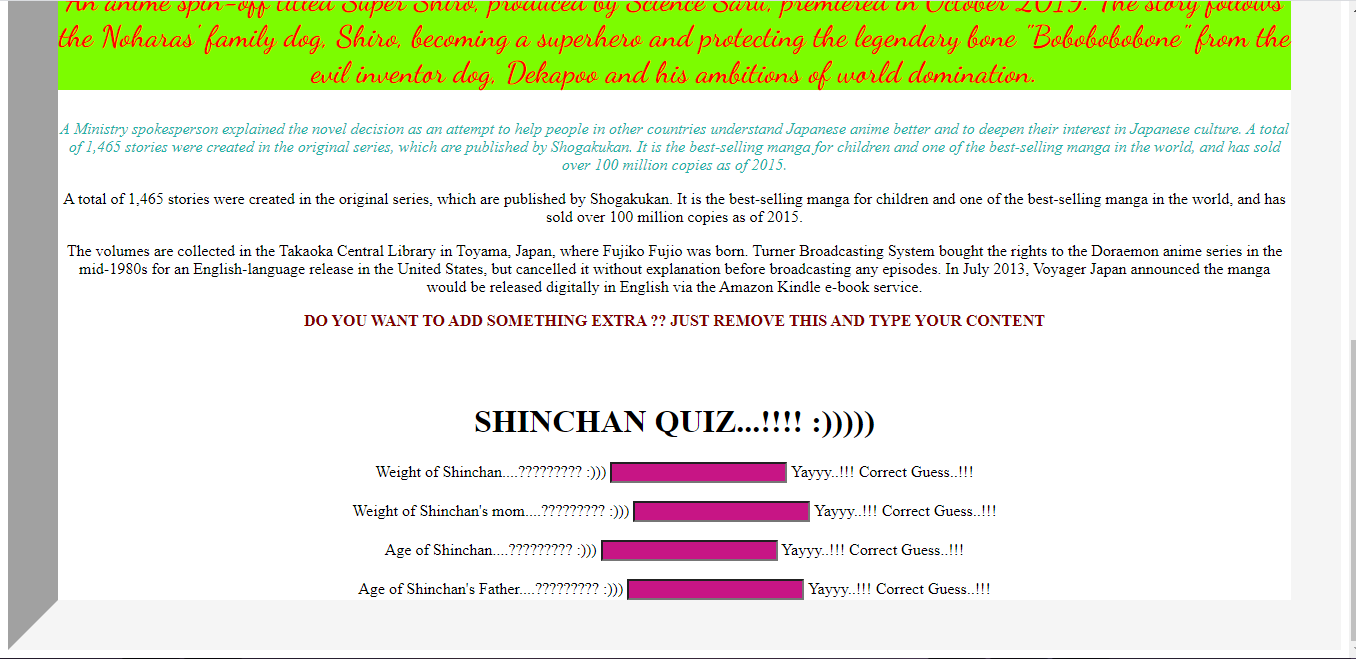 An anime spin-off titled Super Shiro, produced by Science Saru, premiered in October 2019. The story follows
the Noharas' family dog, Shiro, becoming a superhero and protecting the legendary bone "Bobobobobone" from the
evil inventor dog, Dekapoo and his ambitions of world domination.
A Ministry spokesperson explained the novel decision as an attempt to help people in other countries understand Japanese anime better and to deepen their interest in Japanese culture. A total
of 1,465 stories were created in the original series, which are published by Shogakukan. It is the best-selling manga for children and one of the best-selling manga in the world, and has sold
over 100 million copies as of 2015.
A total of 1,465 stories were created in the original series, which are published by Shogakukan. It is the best-selling manga for children and one of the best-selling manga in the world, and has
sold over 100 million copies as of 2015.
The volumes are collected in the Takaoka Central Library in Toyama, Japan, where Fujiko Fujio was born. Turner Broadcasting System bought the rights to the Doraemon anime series in the
mid-1980s for an English-language release in the United States, but cancelled it without explanation before broadcasting any episodes. In July 2013, Voyager Japan announced the manga
would be released digitally in English via the Amazon Kindle e-book service.
DO YOU WANT TO ADD SOMETHING EXTRA ?? JUST REMOVE THIS AND TYPE YOUR CONTENT
SHINCHAN QUIZ...!!!! :)))))
Weight of Shinchan....????????? :))) Yayyy..!!! Correct Guess..!!!
Weight of Shinchan's mom....????????? :))) Yayyy..!!! Correct Guess..!!!
Age of Shinchan....????????? :))) Yayyy..!!! Correct Guess..!!!
Age of Shinchan's Father....????????? :))) Yayyy..!!! Correct Guess..!!!